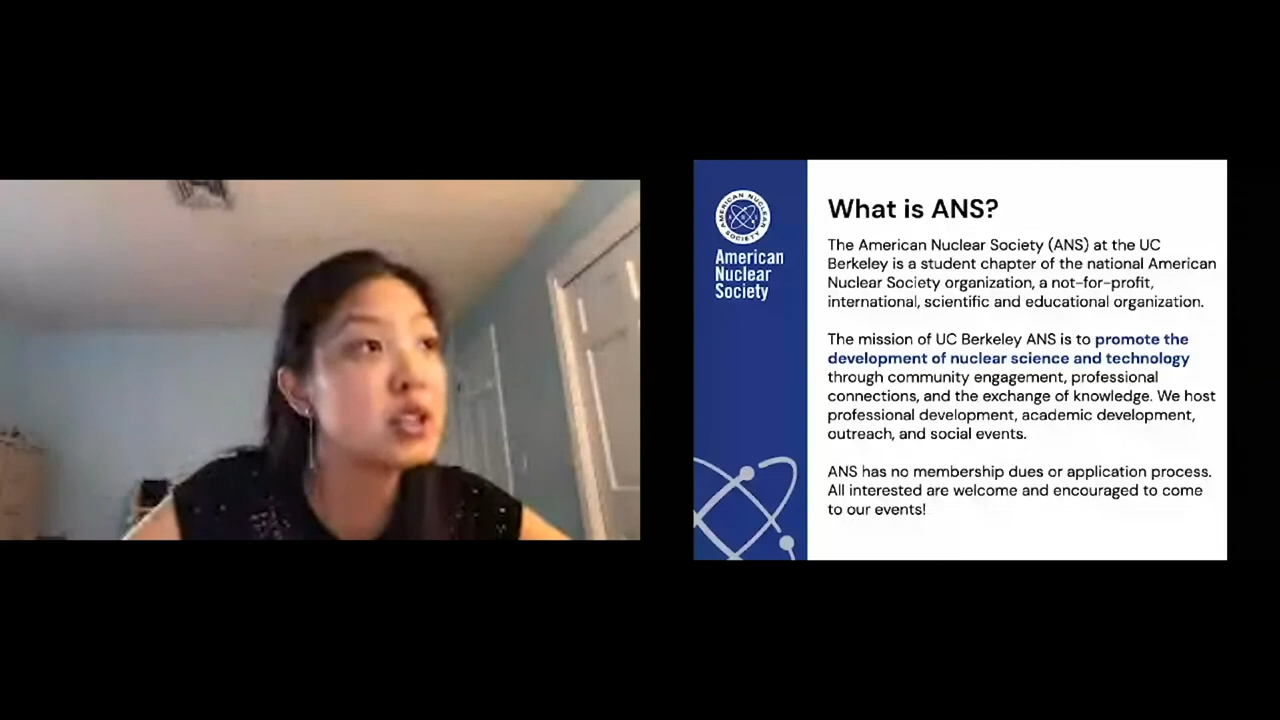 AMERICAN NUCLEAR SOCIETY
American
Nuclear
Society
What is ANS?
The American Nuclear Society (ANS) at the UC
Berkeley is a student chapter of the national American
Nuclear Society organization, a not-for-profit,
international, scientific and educational organization.
The mission of UC Berkeley ANS is to promote the
development of nuclear science and technology
through community engagement, professional
connections, and the exchange of knowledge. We host
professional development, academic development,
outreach, and social events.
ANS has no membership dues or application process.
All interested are welcome and encouraged to come
to our events!